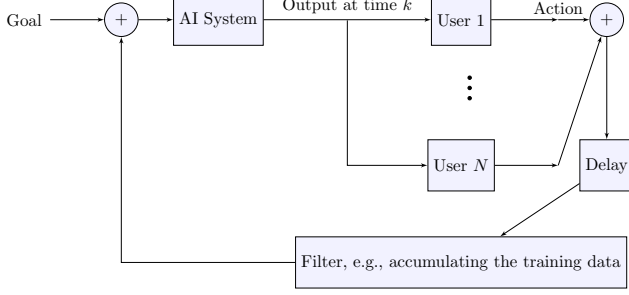 Goal
+
AI System
Output at time k
User 1
Action
+
User N
Delay
Filter, e.g., accumulating the training data